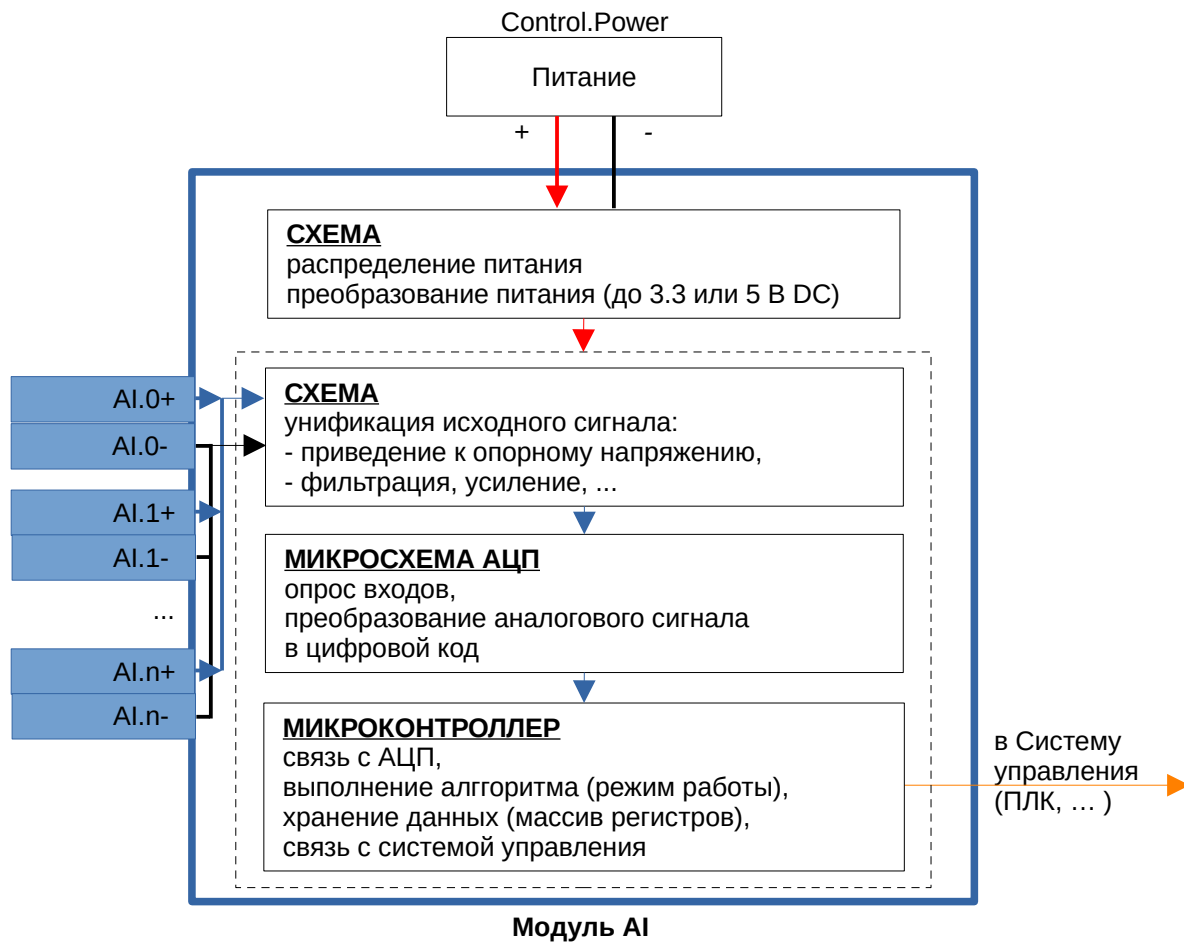 Control.Power
Питание
+ -
СХЕМА
распределение питания
преобразование питания (до 3.3 или 5 В DC)
AI.0+
AI.0-
AI.1+
AI.1-
...
AI.n+
AI.n-
СХЕМА
унификация исходного сигнала:
- приведение к опорному напряжению,
- фильтрация, усиление, ...
МИКРОСХЕМА АЦП
опрос входов,
преобразование аналогового сигнала
в цифровой код
МИКРОКОНТРОЛЛЕР
связь с АЦП,
выполнение алггоритма (режим работы),
хранение данных (массив регистров),
связь с системой управления
в Систему
управления
(ПЛК, … )
Модуль AI